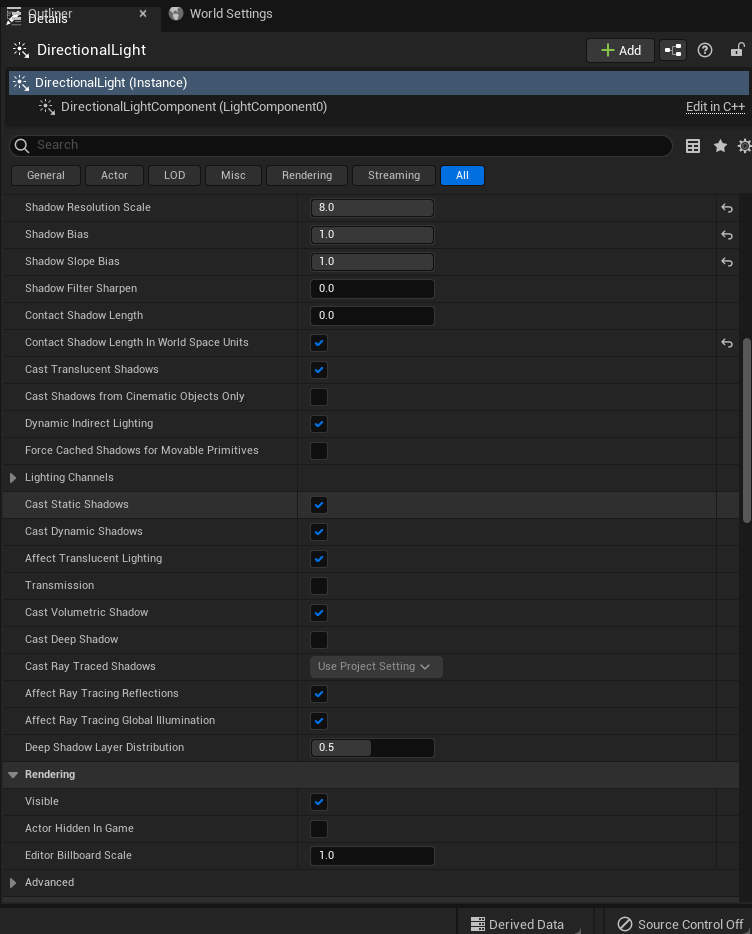 Outliner
Details
World Settings
DirectionalLight
Add
DirectionalLight (Instance)
DirectionalLightComponent (LightComponent0)
Edit in C++
Search
General
Actor
LOD
Misc
Rendering
Streaming
All
Shadow Resolution Scale 8.0
Shadow Bias 1.0
Shadow Slope Bias 1.0
Shadow Filter Sharpen 0.0
Contact Shadow Length 0.0
Contact Shadow Length In World Space Units
Cast Translucent Shadows
Cast Shadows from Cinematic Objects Only
Dynamic Indirect Lighting
Force Cached Shadows for Movable Primitives
Lighting Channels
Cast Static Shadows
Cast Dynamic Shadows
Affect Translucent Lighting
Transmission
Cast Volumetric Shadow
Cast Deep Shadow
Cast Ray Traced Shadows Use Project Setting
Affect Ray Tracing Reflections
Affect Ray Tracing Global Illumination
Deep Shadow Layer Distribution 0.5
Rendering
Visible
Actor Hidden In Game
Editor Billboard Scale 1.0
Advanced
Derived Data
Source Control Off